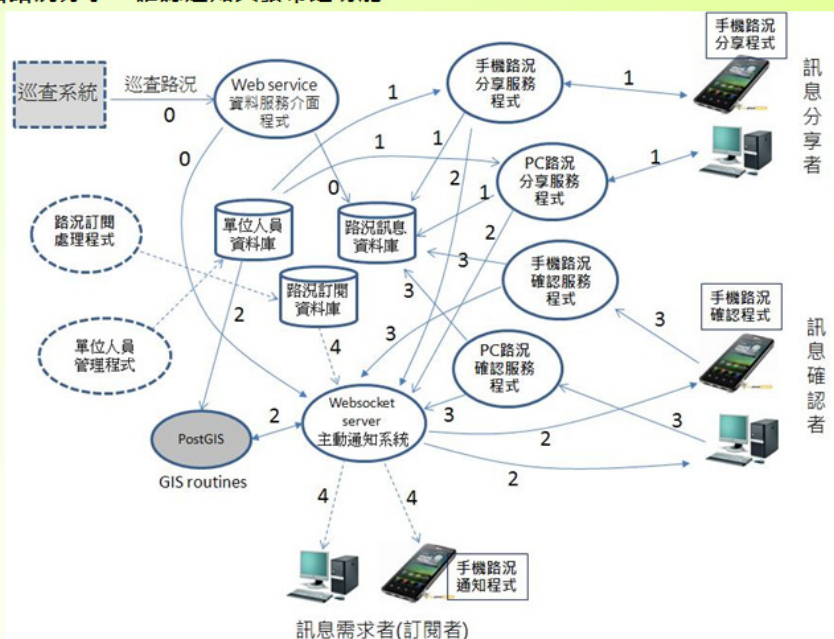 手機路況
分享程式
巡查系統
巡查路況
0
Web service
資料服務介面
程式
手機路況
分享服務
程式
1
1
訊息分享者
0
1
PC路況
分享服務
程式
1
2
1
0
2
路況訂閱
處理程式
單位人員
資料庫
路況訊息
資料庫
手機路況
確認服務
程式
3
路況訂閱
資料庫
3
手機路況
確認程式
2
3
3
4
單位人員
管理程式
PC路況
確認服務
程式
訊息確認者
Websocket
server
主動通知系統
3
3
2
2
PostGIS
2
GIS routines
4
4
手機路況
通知程式
訊息需求者(訂閱者)